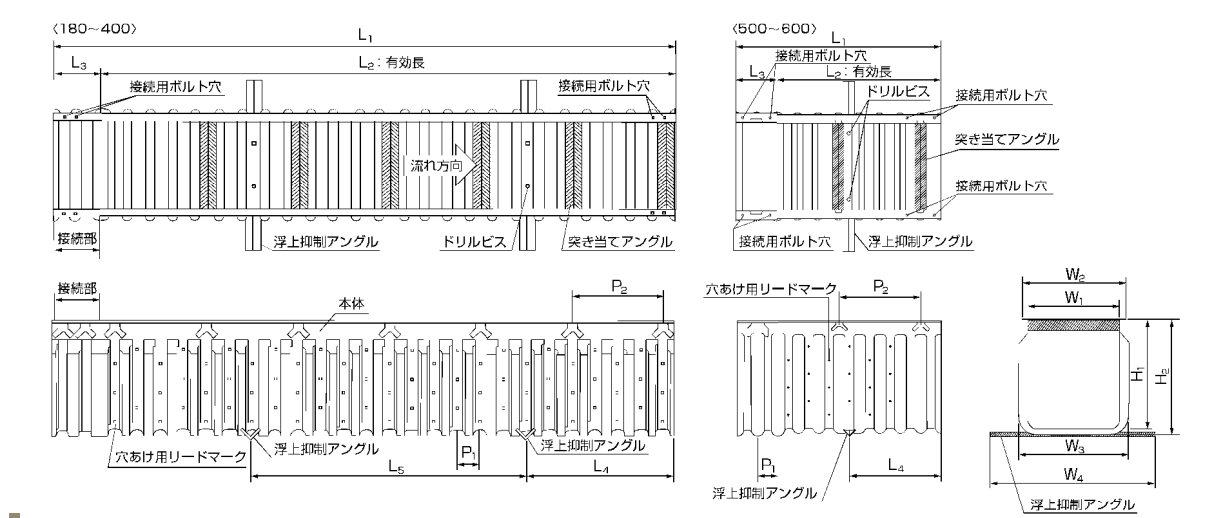 〈180～400〉
L₁
L₃
L₂：有効長
接続用ボルト穴
接続用ボルト穴
流れ方向
接続部
浮上抑制アングル
ドリルビス
突き当てアングル
〈500～600〉
L₁
接続用ボルト穴
L₃
L₂：有効長
ドリルビス
接続用ボルト穴
突き当てアングル
接続用ボルト穴
接続用ボルト穴
浮上抑制アングル
接続部
本体
P₂
穴あけ用リードマーク
浮上抑制アングル
P₁
浮上抑制アングル
L₅
L₄
穴あけ用リードマーク
P₂
P₁
L₄
浮上抑制アングル
W₂
W₁
H₁
H₂
W₃
W₄
浮上抑制アングル